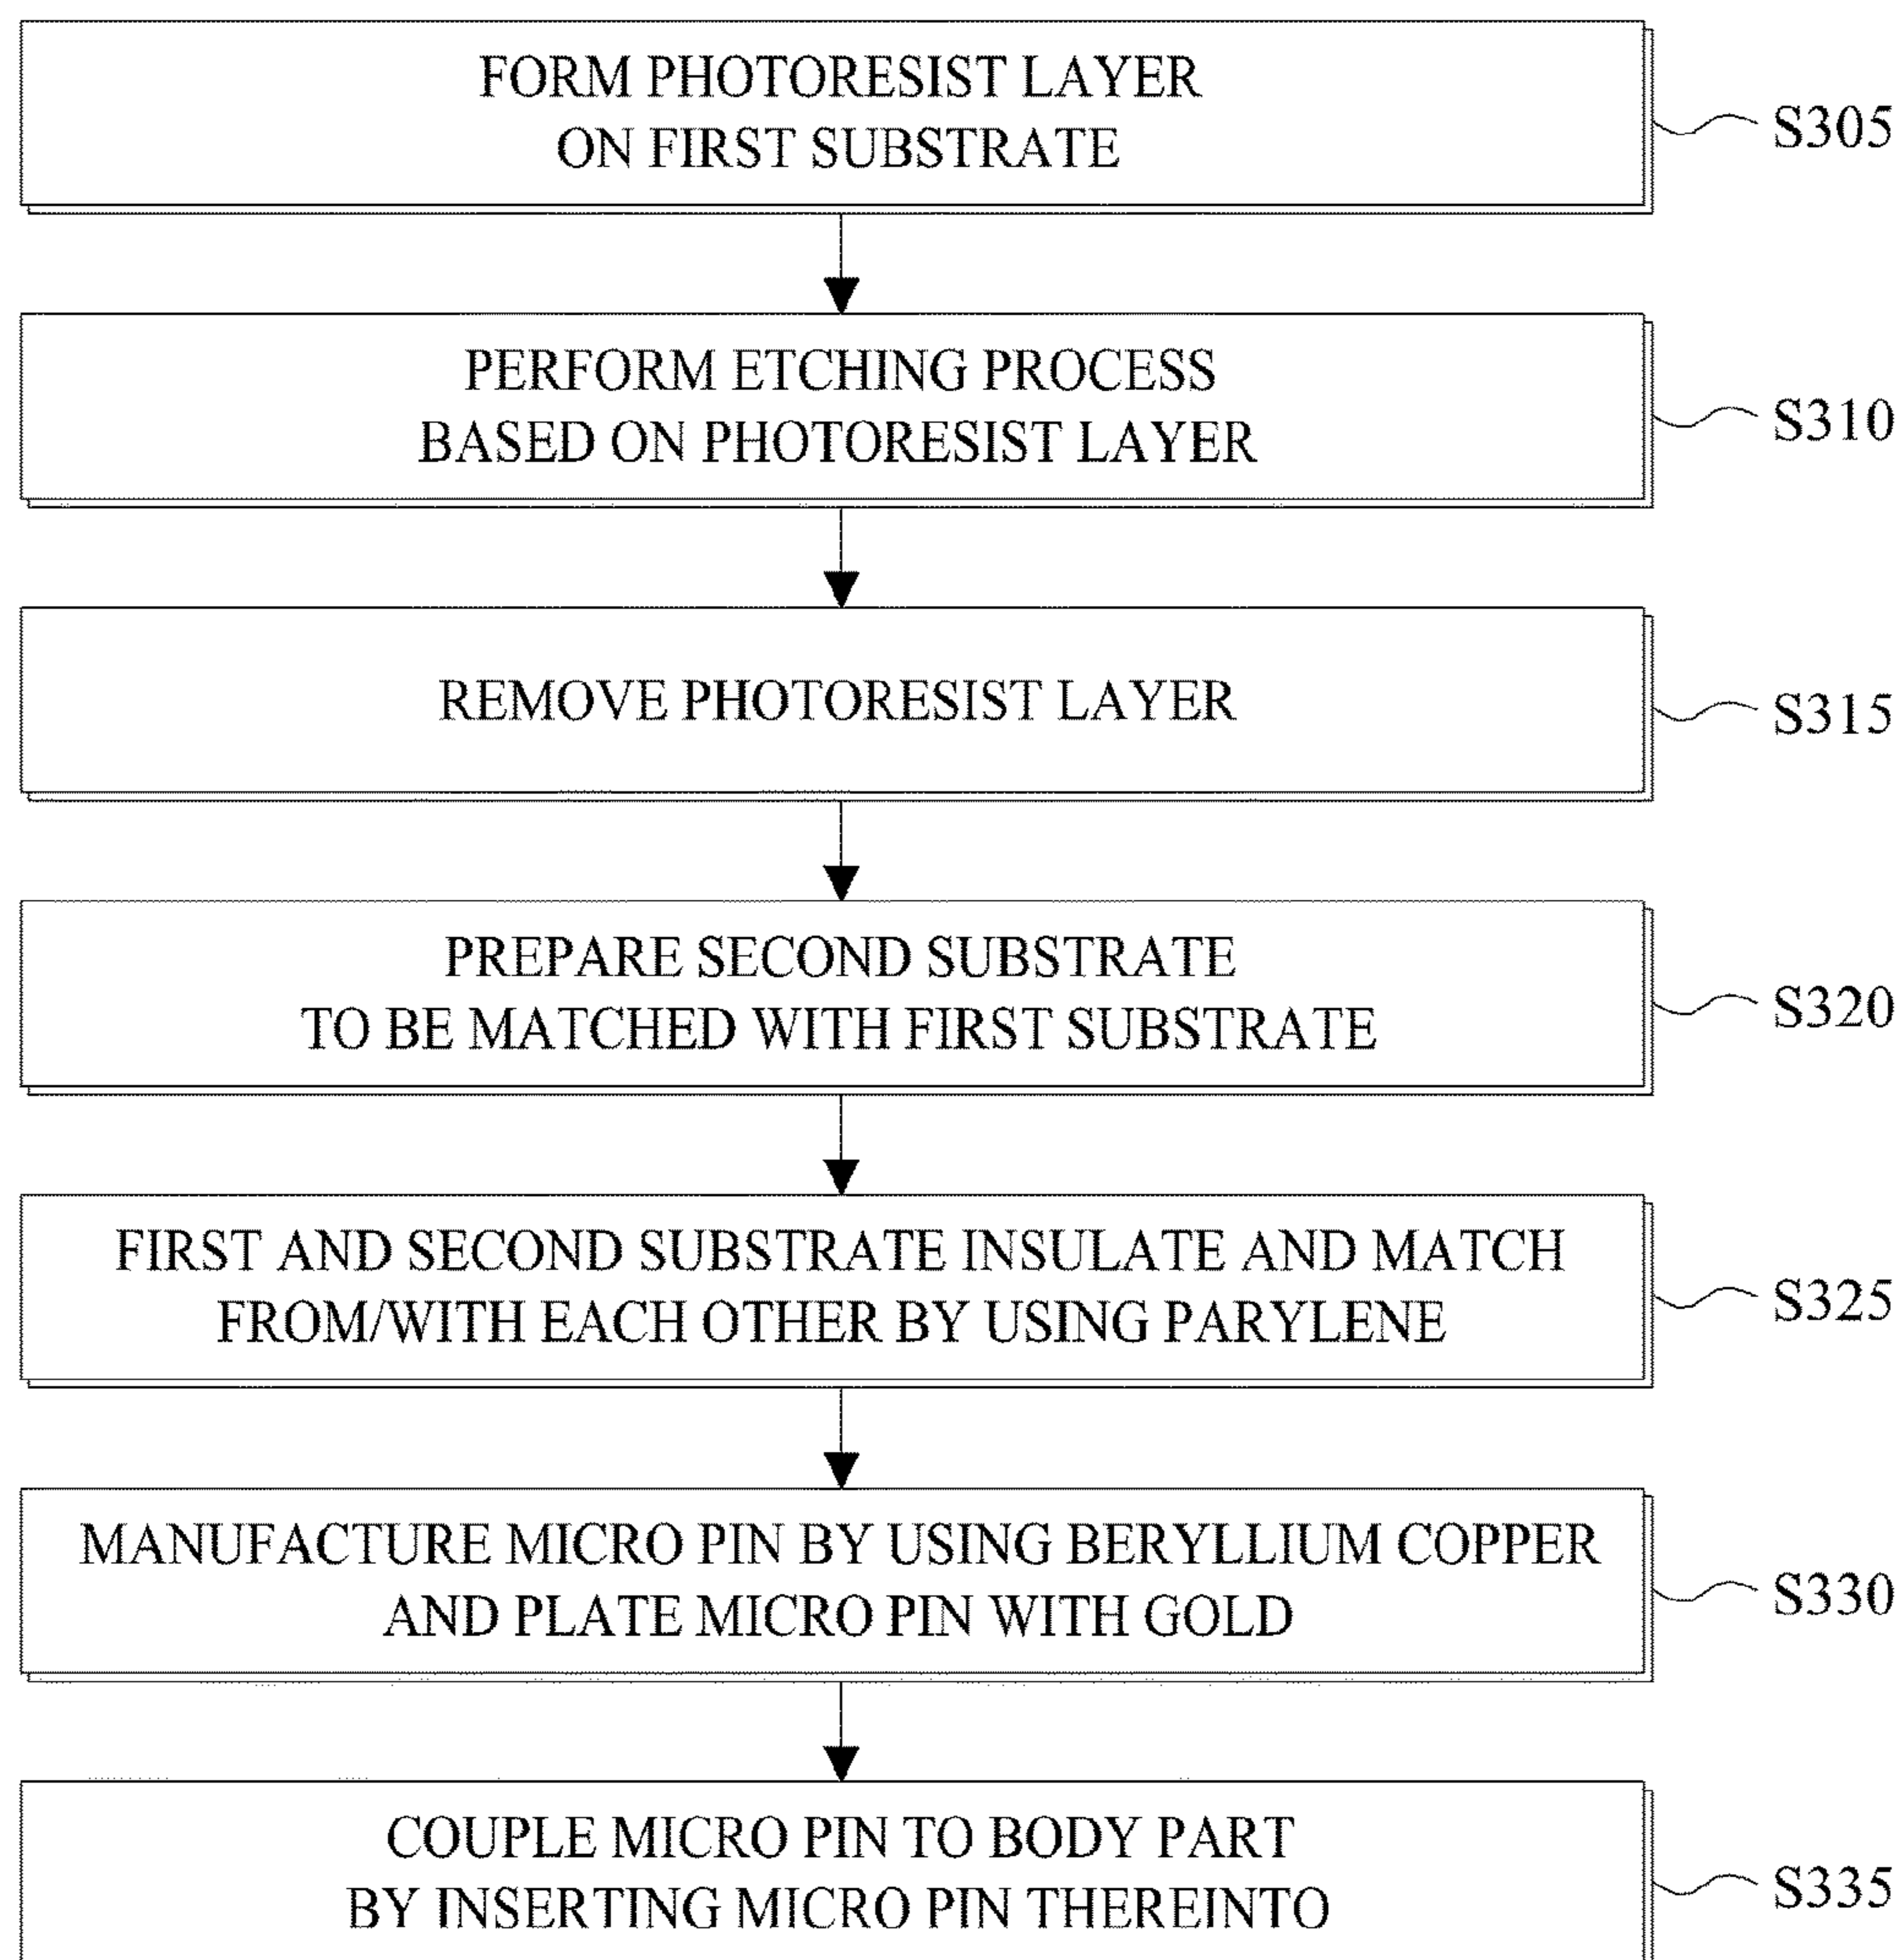 FORM PHOTORESIST LAYER
ON FIRST SUBSTRATE
S305
PERFORM ETCHING PROCESS
BASED ON PHOTORESIST LAYER
S310
REMOVE PHOTORESIST LAYER
S315
PREPARE SECOND SUBSTRATE
TO BE MATCHED WITH FIRST SUBSTRATE
S320
FIRST AND SECOND SUBSTRATE INSULATE AND MATCH
FROM/WITH EACH OTHER BY USING PARYLENE
S325
MANUFACTURE MICRO PIN BY USING BERYLLIUM COPPER
AND PLATE MICRO PIN WITH GOLD
S330
COUPLE MICRO PIN TO BODY PART
BY INSERTING MICRO PIN THEREINTO
S335